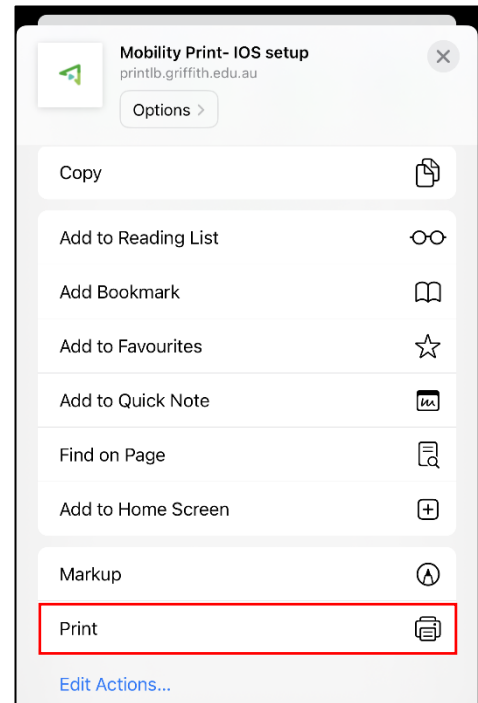 Mobility Print- IOS setup
printlb.griffith.edu.au
Options >
Copy
Add to Reading List
Add Bookmark
Add to Favourites
Add to Quick Note
Find on Page
Add to Home Screen
Markup
Print
Edit Actions...